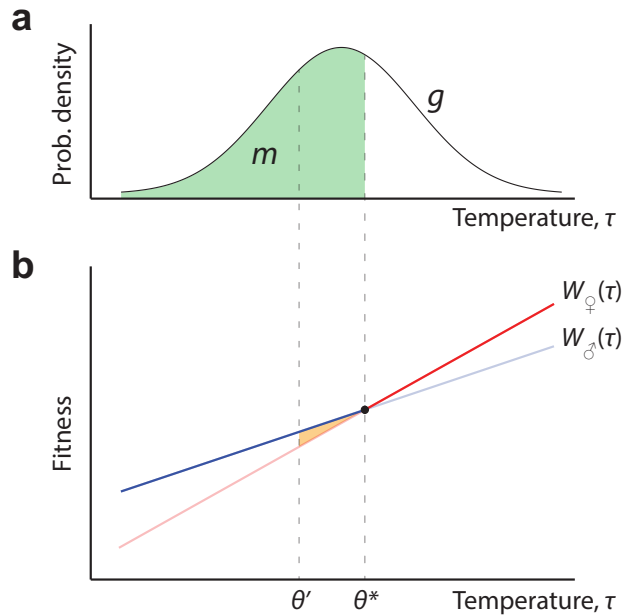 a
Prob. density
m
g
Temperature, τ
b
Fitness
W♀(τ)
W♂(τ)
θ′
θ*
Temperature, τ